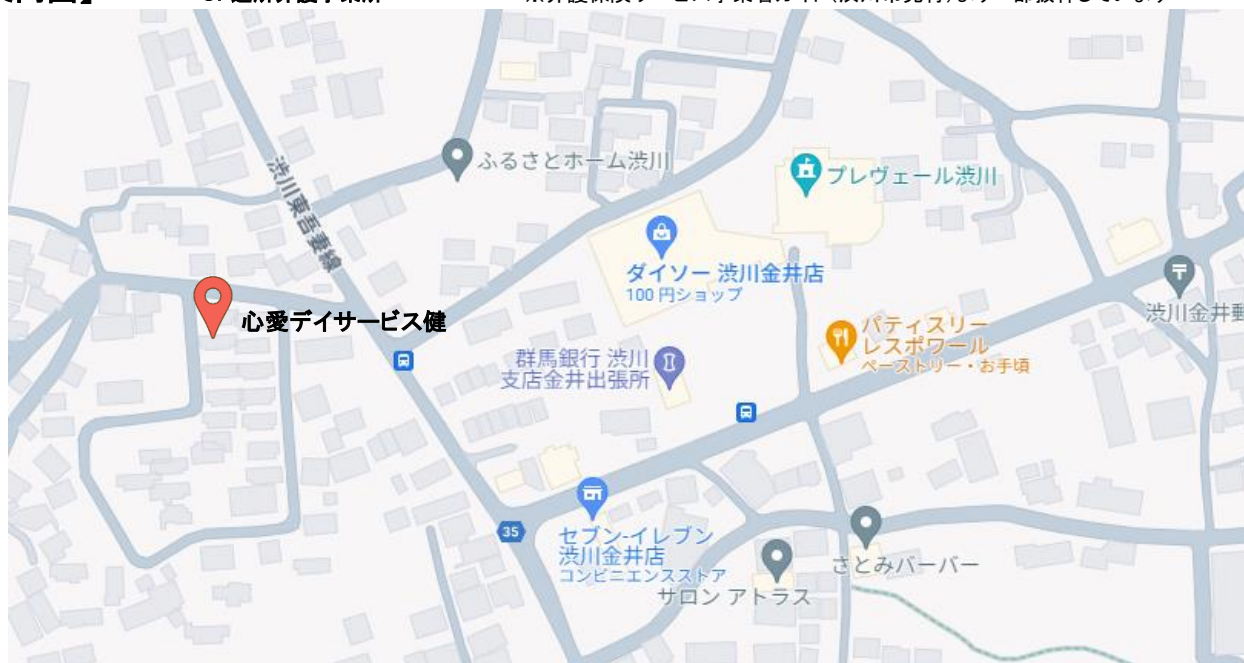 ふるさとホーム渋川
プレヴェール渋川
渋川東吾妻線
ダイソー 渋川金井店
100 円ショップ
心愛デイサービス健
パティスリー
レスポワール
ペーストリー・お手頃
群馬銀行 渋川
支店金井出張所
35
セブン-イレブン
渋川金井店
コンビニエンスストア
さとみバーバー
サロン アトラス
渋川金井郵